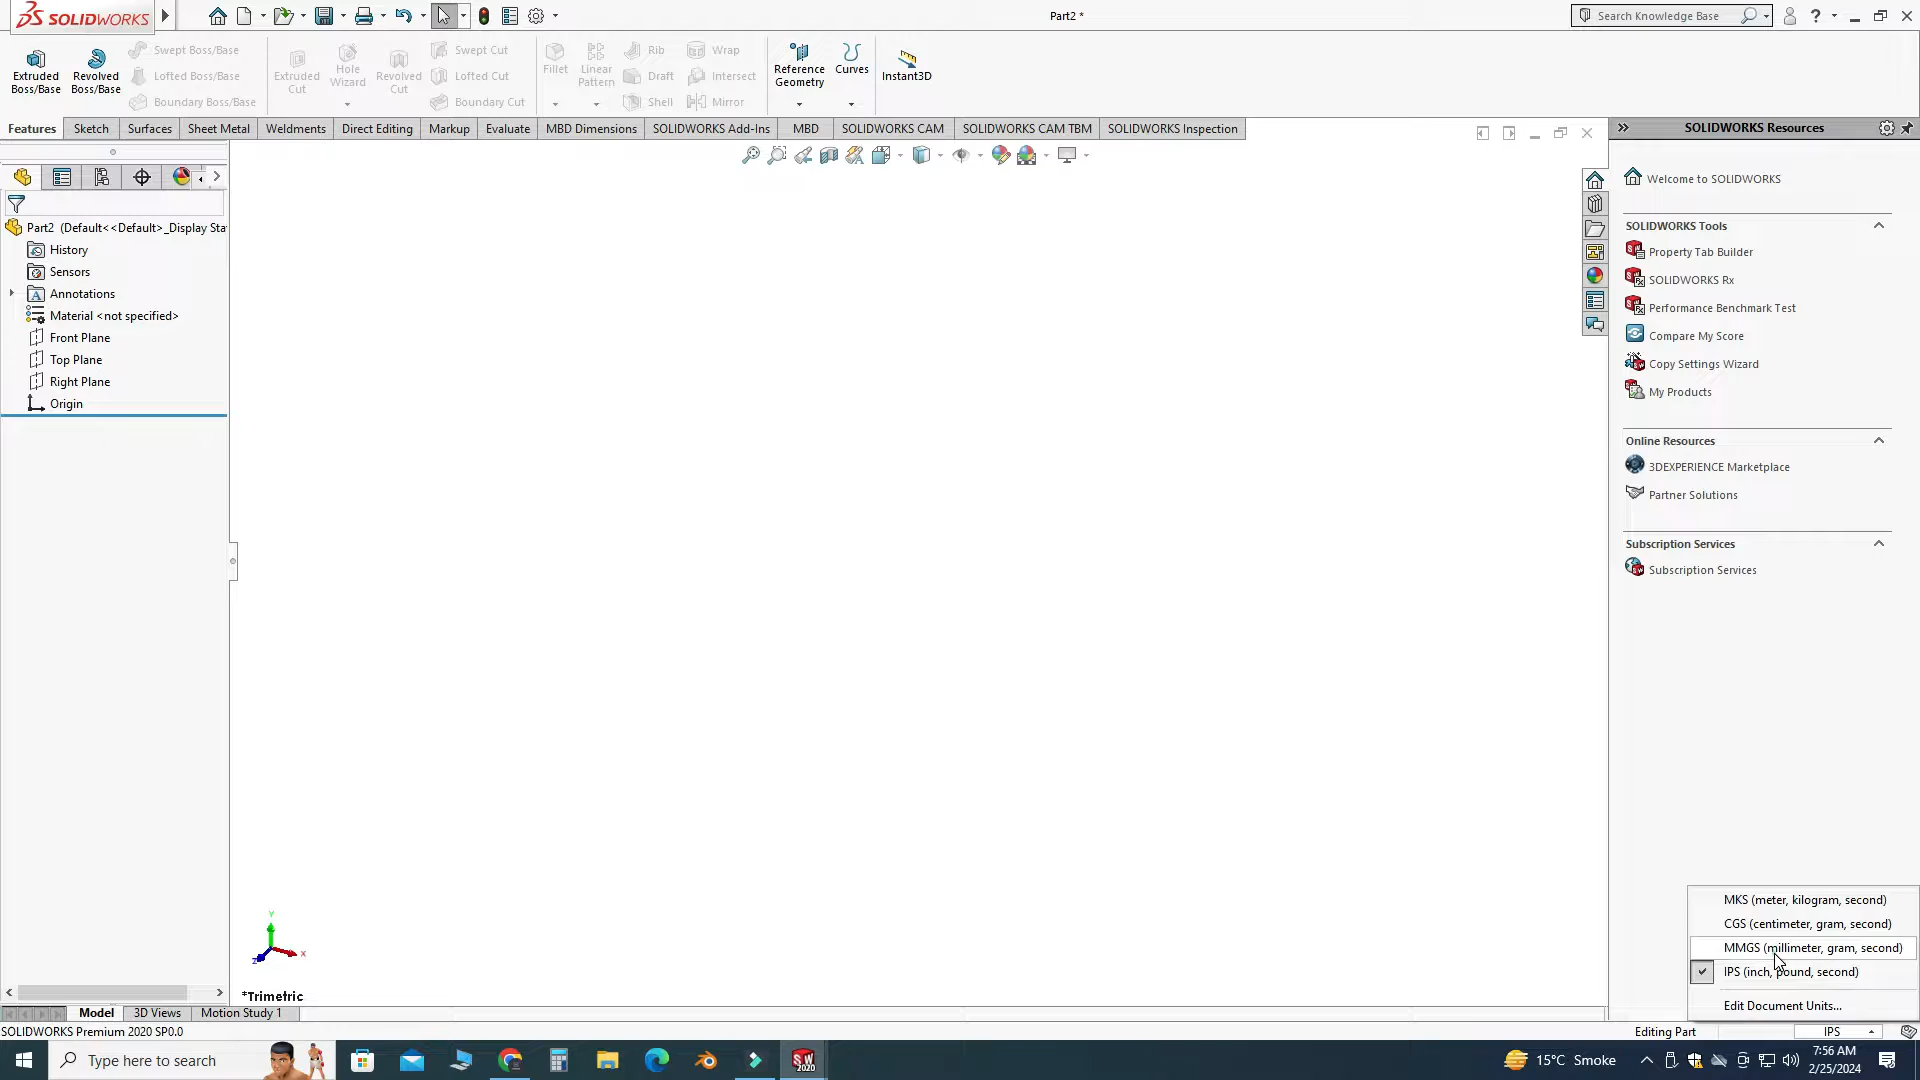 SOLIDWORKS
Part2 *
Search Knowledge Base
Extruded Boss/Base
Revolved Boss/Base
Swept Boss/Base
Lofted Boss/Base
Boundary Boss/Base
Extruded Cut
Hole Wizard
Revolved Cut
Swept Cut
Lofted Cut
Boundary Cut
Fillet
Linear Pattern
Rib
Draft
Shell
Wrap
Intersect
Mirror
Reference Geometry
Curves
Instant3D
Features Sketch Surfaces Sheet Metal Weldments Direct Editing Markup Evaluate MBD Dimensions SOLIDWORKS Add-Ins MBD SOLIDWORKS CAM SOLIDWORKS CAM TBM SOLIDWORKS Inspection
Part2 (Default<<Default>_Display Sta
History
Sensors
Annotations
Material <not specified>
Front Plane
Top Plane
Right Plane
Origin
Y
X
Z
*Trimetric
SOLIDWORKS Resources
Welcome to SOLIDWORKS
SOLIDWORKS Tools
Property Tab Builder
SOLIDWORKS Rx
Performance Benchmark Test
Compare My Score
Copy Settings Wizard
My Products
Online Resources
3DEXPERIENCE Marketplace
Partner Solutions
Subscription Services
Subscription Services
MKS (meter, kilogram, second)
CGS (centimeter, gram, second)
MMGS (millimeter, gram, second)
IPS (inch, pound, second)
Edit Document Units...
Model 3D Views Motion Study 1
SOLIDWORKS Premium 2020 SP0.0
Editing Part
IPS
Type here to search
SW 2020
15°C Smoke
7:56 AM
2/25/2024